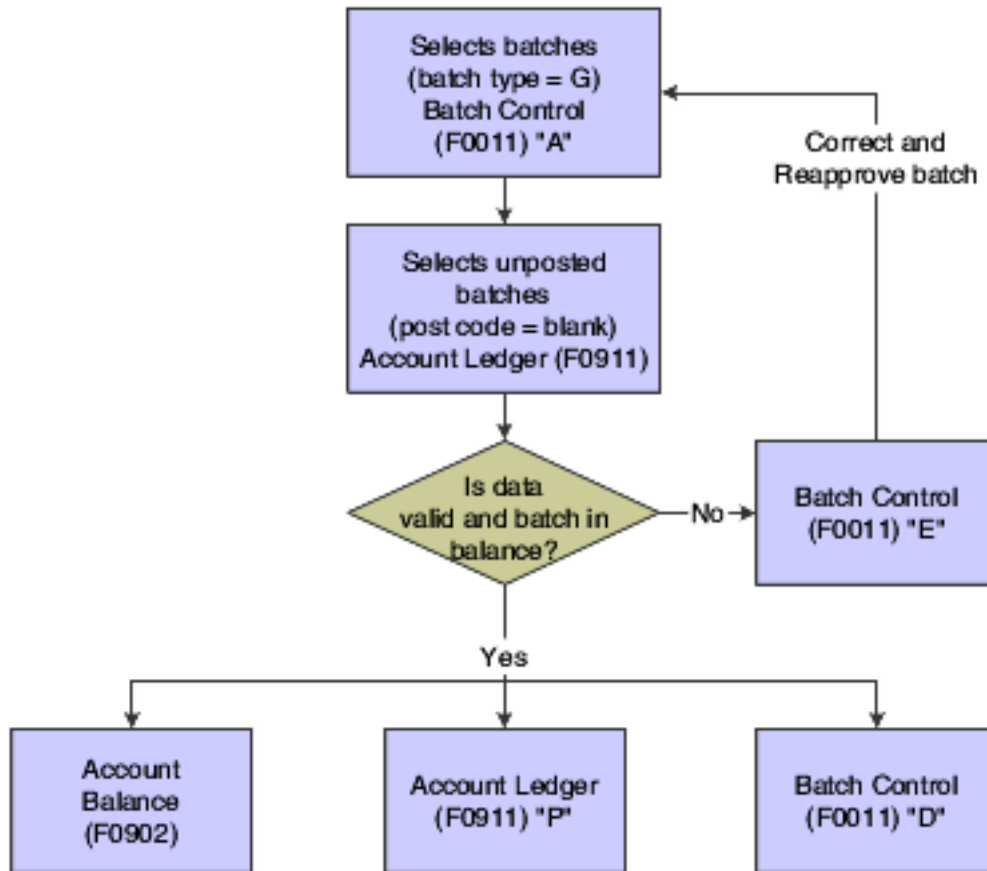 Selects batches
(batch type = G)
Batch Control
(F0011) "A"
Correct and
Reapprove batch
Selects unposted
batches
(post code = blank)
Account Ledger (F0911)
Is data
valid and batch in
balance?
No
Batch Control
(F0011) "E"
Yes
Account
Balance
(F0902)
Account Ledger
(F0911) "P"
Batch Control
(F0011) "D"